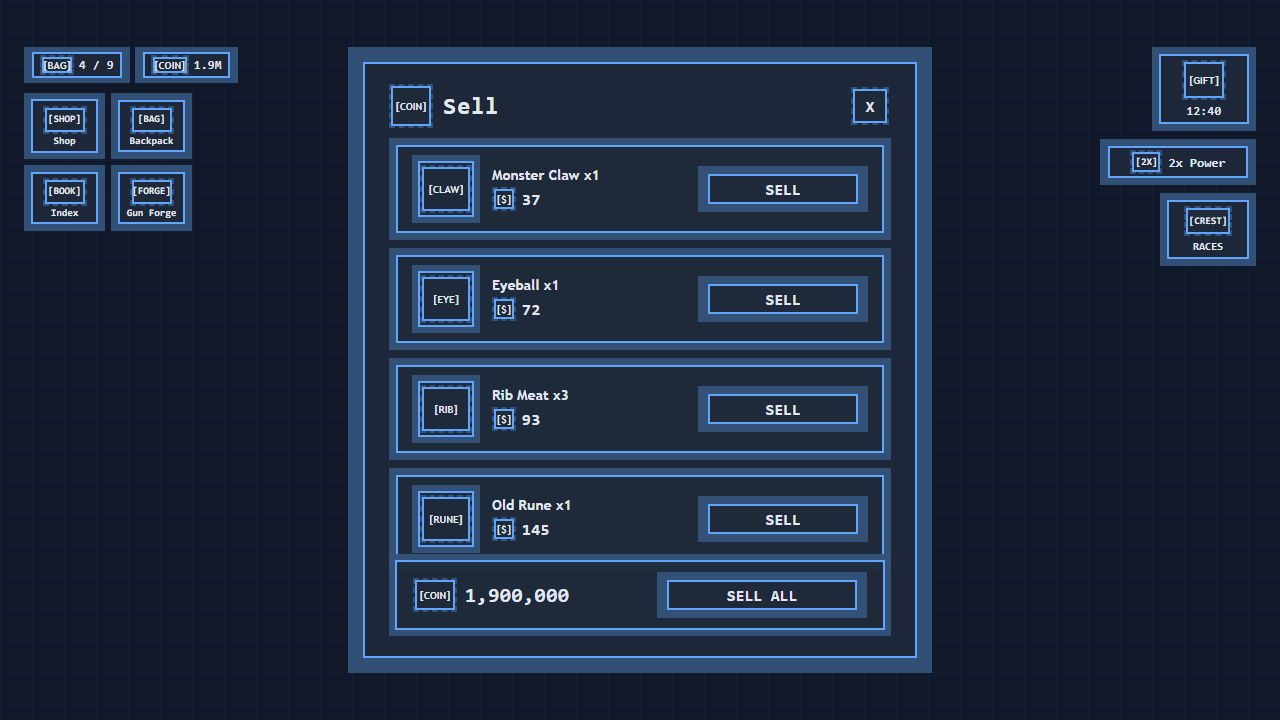 [BAG] 4 / 9
[COIN] 1.9M
[SHOP]
Shop
[BAG]
Backpack
[BOOK]
Index
[FORGE]
Gun Forge
[COIN] Sell
X
[CLAW]
Monster Claw x1
[$] 37
SELL
[EYE]
Eyeball x1
[$] 72
SELL
[RIB]
Rib Meat x3
[$] 93
SELL
[RUNE]
Old Rune x1
[$] 145
SELL
[COIN] 1,900,000
SELL ALL
[GIFT]
12:40
[2X] 2x Power
[CREST]
RACES